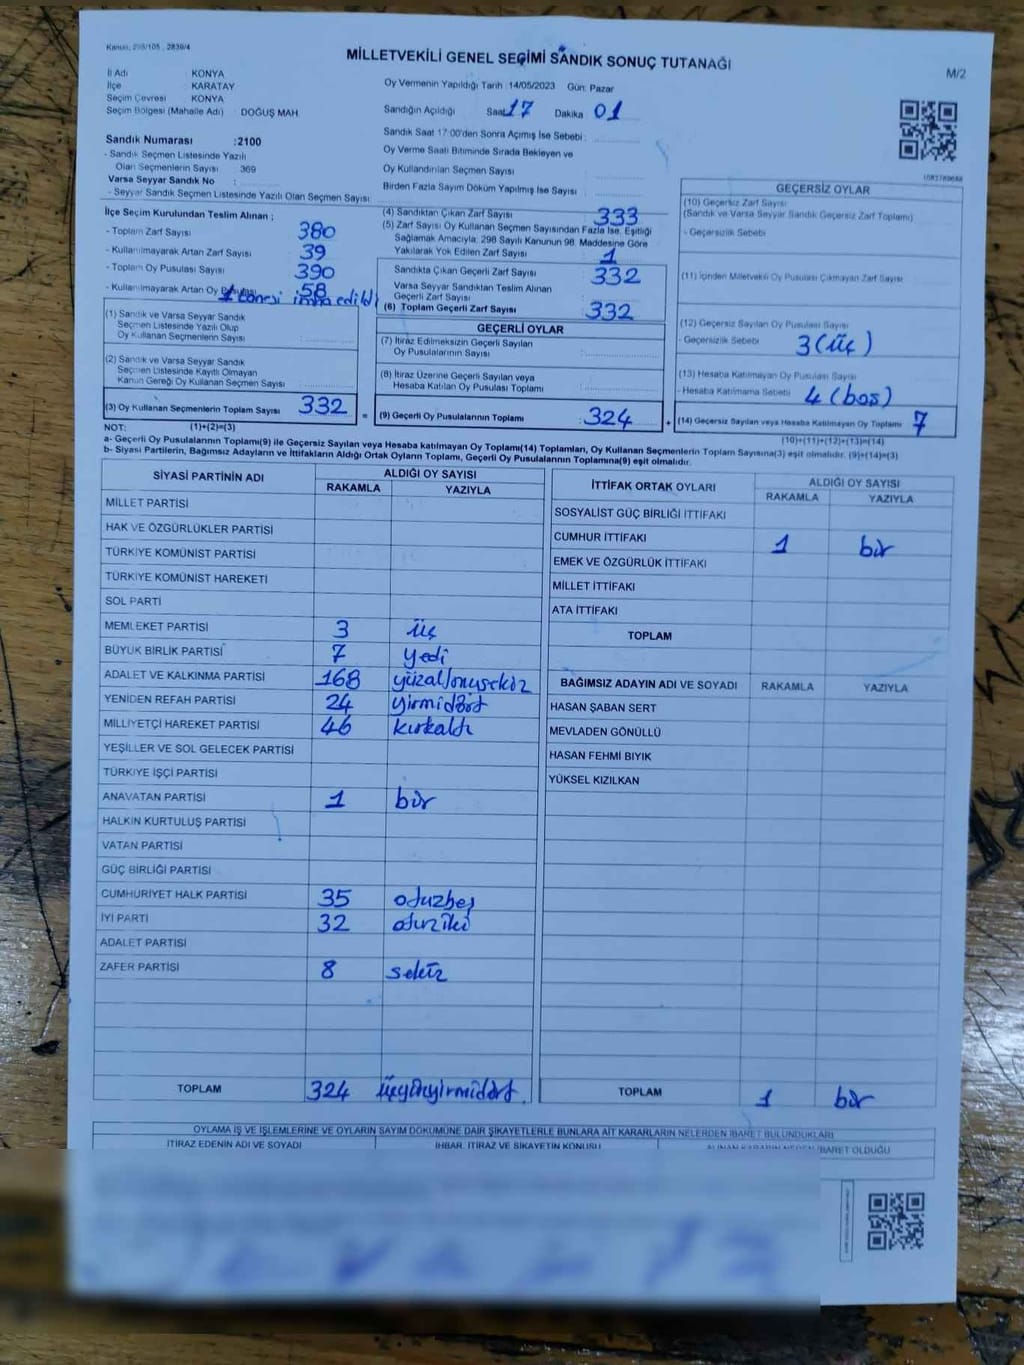 Kanun, 298/105 , 2839/4
MİLLETVEKİLİ GENEL SEÇİMİ SANDIK SONUÇ TUTANAĞI
M/2
İl Adı : KONYA
İlçe : KARATAY
Seçim Çevresi : KONYA
Seçim Bölgesi (Mahalle Adı) : DOĞUŞ MAH.
Oy Vermenin Yapıldığı Tarih : 14/05/2023 Gün: Pazar
Sandığın Açıldığı Saat 17 Dakika 01
Sandık Saat 17:00'den Sonra Açımış İse Sebebi :
Oy Verme Saati Bitiminde Sırada Bekleyen ve
Oy Kullandırılan Seçmen Sayısı :
Birden Fazla Sayım Döküm Yapılmış İse Sayısı :
Sandık Numarası :2100
- Sandık Seçmen Listesinde Yazılı
Olan Seçmenlerin Sayısı : 369
Varsa Seyyar Sandık No :
- Seyyar Sandık Seçmen Listesinde Yazılı Olan Seçmen Sayısı :
İlçe Seçim Kurulundan Teslim Alınan ;
- Toplam Zarf Sayısı : 380
- Kullanılmayarak Artan Zarf Sayısı : 39
- Toplam Oy Pusulası Sayısı : 390
- Kullanılmayarak Artan Oy Pusulası : 58
1 tanesi imha edildi
(1) Sandık ve Varsa Seyyar Sandık
Seçmen Listesinde Yazılı Olup
Oy Kullanan Seçmenlerin Sayısı :
(2) Sandık ve Varsa Seyyar Sandık
Seçmen Listesinde Kayıtlı Olmayan
Kanun Gereği Oy Kullanan Seçmen Sayısı :
(3) Oy Kullanan Seçmenlerin Toplam Sayısı 332 =
(4) Sandıktan Çıkan Zarf Sayısı 333
(5) Zarf Sayısı Oy Kullanan Seçmen Sayısından Fazla İse, Eşitliği
Sağlamak Amacıyla, 298 Sayılı Kanunun 98. Maddesine Göre
Yakılarak Yok Edilen Zarf Sayısı 1
Sandıkta Çıkan Geçerli Zarf Sayısı 332
Varsa Seyyar Sandıktan Teslim Alınan
Geçerli Zarf Sayısı
(6) Toplam Geçerli Zarf Sayısı 332
GEÇERLİ OYLAR
(7) İtiraz Edilmeksizin Geçerli Sayılan
Oy Pusulalarının Sayısı :
(8) İtiraz Üzerine Geçerli Sayılan veya
Hesaba Katılan Oy Pusulası Toplamı :
(9) Geçerli Oy Pusulalarının Toplamı 324 +
1083789688
GEÇERSİZ OYLAR
(10) Geçersiz Zarf Sayısı
(Sandık ve Varsa Seyyar Sandık Geçersiz Zarf Toplamı)
- Geçersizlik Sebebi
(11) İçinden Milletvekili Oy Pusulası Çıkmayan Zarf Sayısı :
(12) Geçersiz Sayılan Oy Pusulası Sayısı
- Geçersizlik Sebebi 3 (üç)
(13) Hesaba Katılmayan Oy Pusulası Sayısı
- Hesaba Katılmama Sebebi 4 (boş)
(14) Geçersiz Sayılan veya Hesaba Katılmayan Oy Toplamı 7
NOT: (1)+(2)=(3)
(10)+(11)+(12)+(13)=(14)
a- Geçerli Oy Pusulalarının Toplamı(9) ile Geçersiz Sayılan veya Hesaba katılmayan Oy Toplamı(14) Toplamları, Oy Kullanan Seçmenlerin Toplam Sayısına(3) eşit olmalıdır. (9)+(14)=(3)
b- Siyasi Partilerin, Bağımsız Adayların ve İttifakların Aldığı Ortak Oyların Toplamı, Geçerli Oy Pusulalarının Toplamına(9) eşit olmalıdır.
SİYASİ PARTİNİN ADI ALDIĞI OY SAYISI
RAKAMLA YAZIYLA
MİLLET PARTİSİ
HAK VE ÖZGÜRLÜKLER PARTİSİ
TÜRKİYE KOMÜNİST PARTİSİ
TÜRKİYE KOMÜNİST HAREKETİ
SOL PARTİ
MEMLEKET PARTİSİ 3 üç
BÜYÜK BİRLİK PARTİSİ 7 yedi
ADALET VE KALKINMA PARTİSİ 168 yüzaltmışsekiz
YENİDEN REFAH PARTİSİ 24 yirmidört
MİLLİYETÇİ HAREKET PARTİSİ 46 kırkaltı
YEŞİLLER VE SOL GELECEK PARTİSİ
TÜRKİYE İŞÇİ PARTİSİ
ANAVATAN PARTİSİ 1 bir
HALKIN KURTULUŞ PARTİSİ
VATAN PARTİSİ
GÜÇ BİRLİĞİ PARTİSİ
CUMHURİYET HALK PARTİSİ 35 otuzbeş
İYİ PARTİ 32 otuziki
ADALET PARTİSİ
ZAFER PARTİSİ 8 sekiz
TOPLAM 324 üçyüzyirmidört
İTTİFAK ORTAK OYLARI ALDIĞI OY SAYISI
RAKAMLA YAZIYLA
SOSYALİST GÜÇ BİRLİĞİ İTTİFAKI
CUMHUR İTTİFAKI 1 bir
EMEK VE ÖZGÜRLÜK İTTİFAKI
MİLLET İTTİFAKI
ATA İTTİFAKI
TOPLAM
BAĞIMSIZ ADAYIN ADI VE SOYADI RAKAMLA YAZIYLA
HASAN ŞABAN SERT
MEVLADEN GÖNÜLLÜ
HASAN FEHMİ BIYIK
YÜKSEL KIZILKAN
TOPLAM 1 bir
OYLAMA İŞ VE İŞLEMLERİNE VE OYLARIN SAYIM DÖKÜMÜNE DAİR ŞİKAYETLERLE BUNLARA AİT KARARLARIN NELERDEN İBARET BULUNDUKLARI
İTİRAZ EDENİN ADI VE SOYADI İHBAR, İTİRAZ VE ŞİKAYETİN KONUSU ALINAN KARARIN NEDEN İBARET OLDUĞU